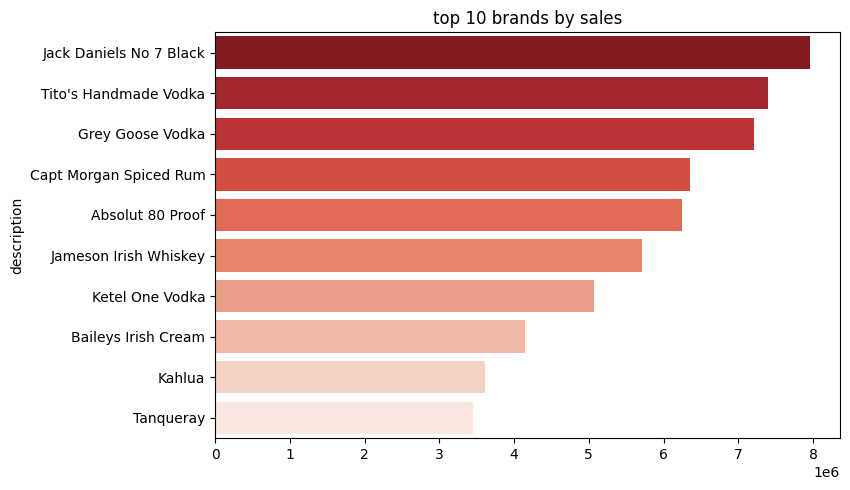 top 10 brands by sales
Jack Daniels No 7 Black
Tito's Handmade Vodka
Grey Goose Vodka
Capt Morgan Spiced Rum
Absolut 80 Proof
Jameson Irish Whiskey
Ketel One Vodka
Baileys Irish Cream
Kahlua
Tanqueray
description
0 1 2 3 4 5 6 7 8
1e6